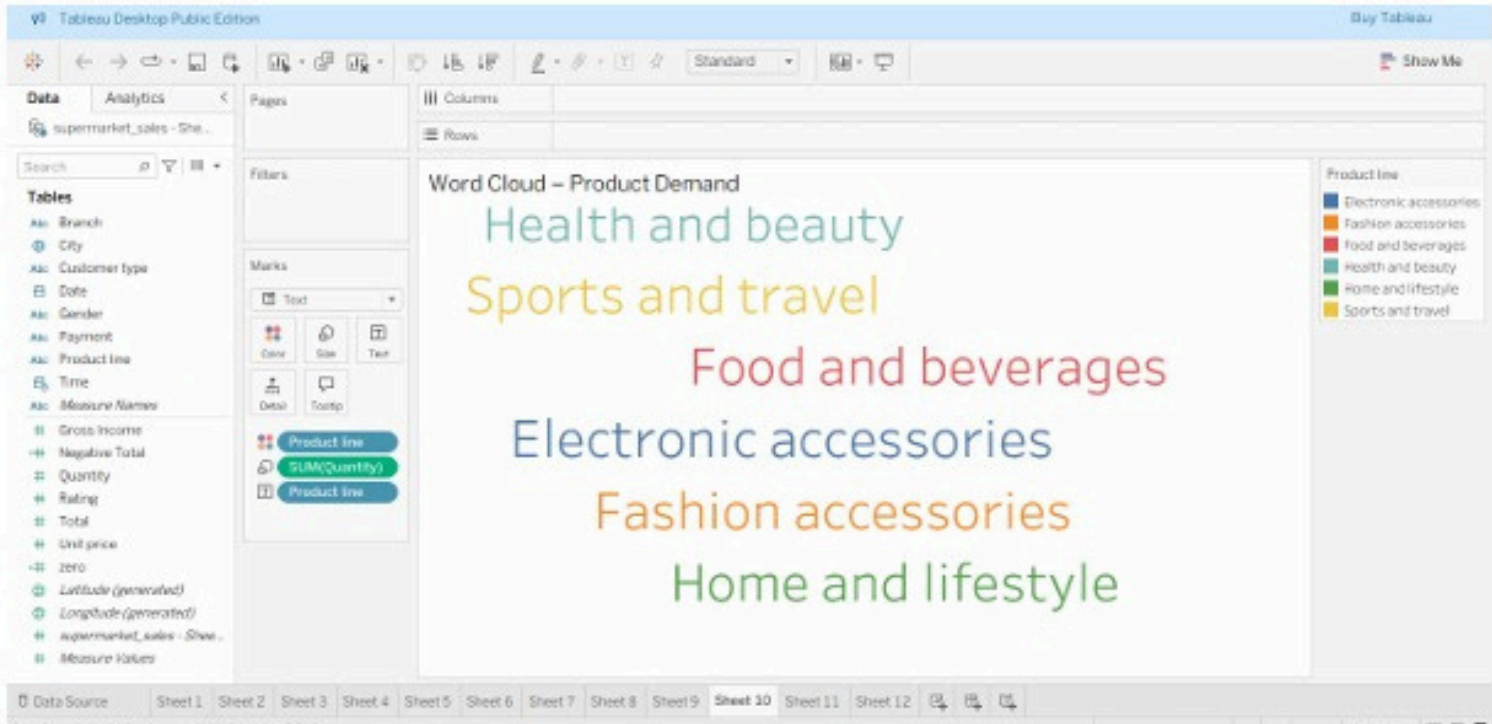 Tableau Desktop Public Edition
Buy Tableau
Standard
Show Me
Data
Analytics
Pages
Columns
supermarket_sales - She...
Rows
Search
Filters
Tables
Branch
City
Customer type
Date
Gender
Payment
Product line
Time
Measure Names
Gross Income
Negative Total
Quantity
Rating
Total
Unit price
zero
Latitude (generated)
Longitude (generated)
supermarket_sales - Shee...
Measure Values
Marks
Text
Color
Size
Text
Detail
Tooltip
Product line
SUM(Quantity)
Product line
Word Cloud – Product Demand
Health and beauty
Sports and travel
Food and beverages
Electronic accessories
Fashion accessories
Home and lifestyle
Product line
Electronic accessories
Fashion accessories
Food and beverages
Health and beauty
Home and lifestyle
Sports and travel
Data Source
Sheet 1
Sheet 2
Sheet 3
Sheet 4
Sheet 5
Sheet 6
Sheet 7
Sheet 8
Sheet 9
Sheet 10
Sheet 11
Sheet 12